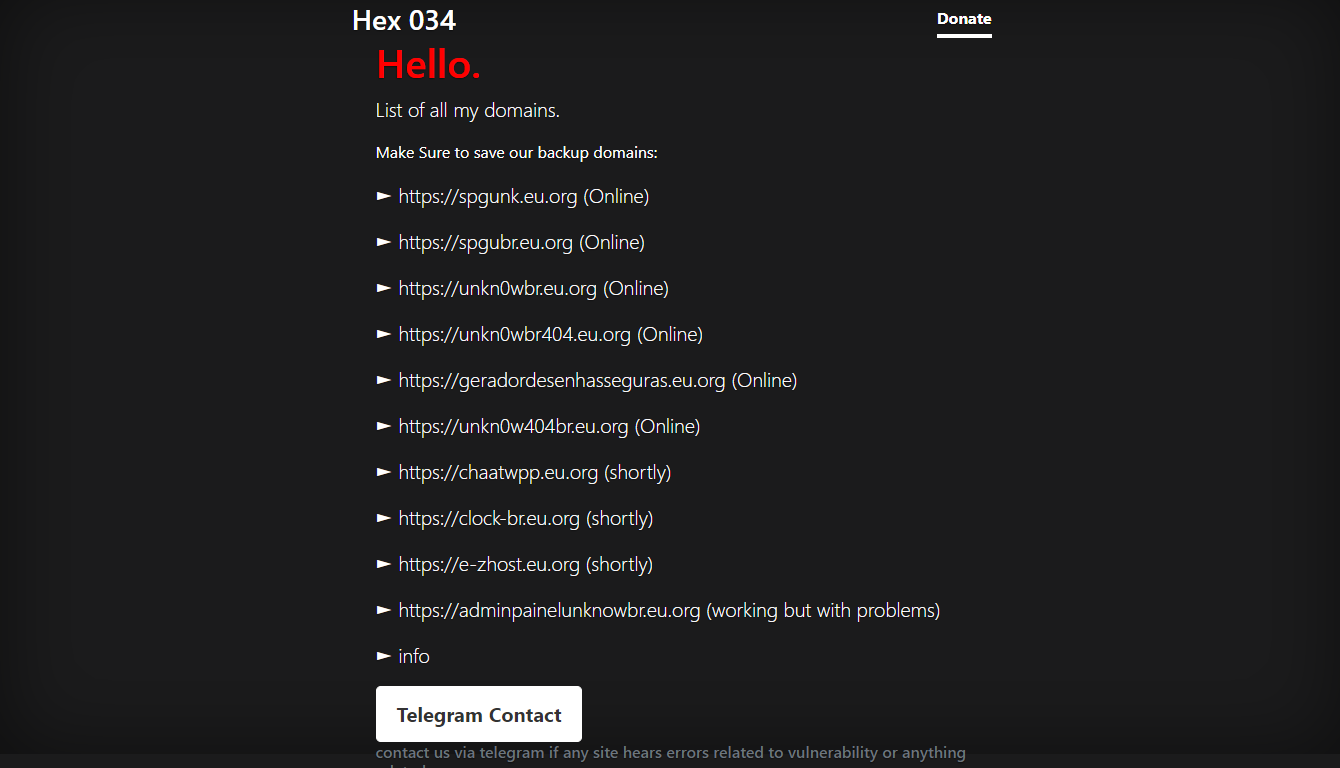 Hex 034
Donate
Hello.
List of all my domains.
Make Sure to save our backup domains:
► https://spgunk.eu.org (Online)
► https://spgubr.eu.org (Online)
► https://unkn0wbr.eu.org (Online)
► https://unkn0wbr404.eu.org (Online)
► https://geradordesenhasseguras.eu.org (Online)
► https://unkn0w404br.eu.org (Online)
► https://chaatwpp.eu.org (shortly)
► https://clock-br.eu.org (shortly)
► https://e-zhost.eu.org (shortly)
► https://adminpainelunknowbr.eu.org (working but with problems)
► info
Telegram Contact
contact us via telegram if any site hears errors related to vulnerability or anything